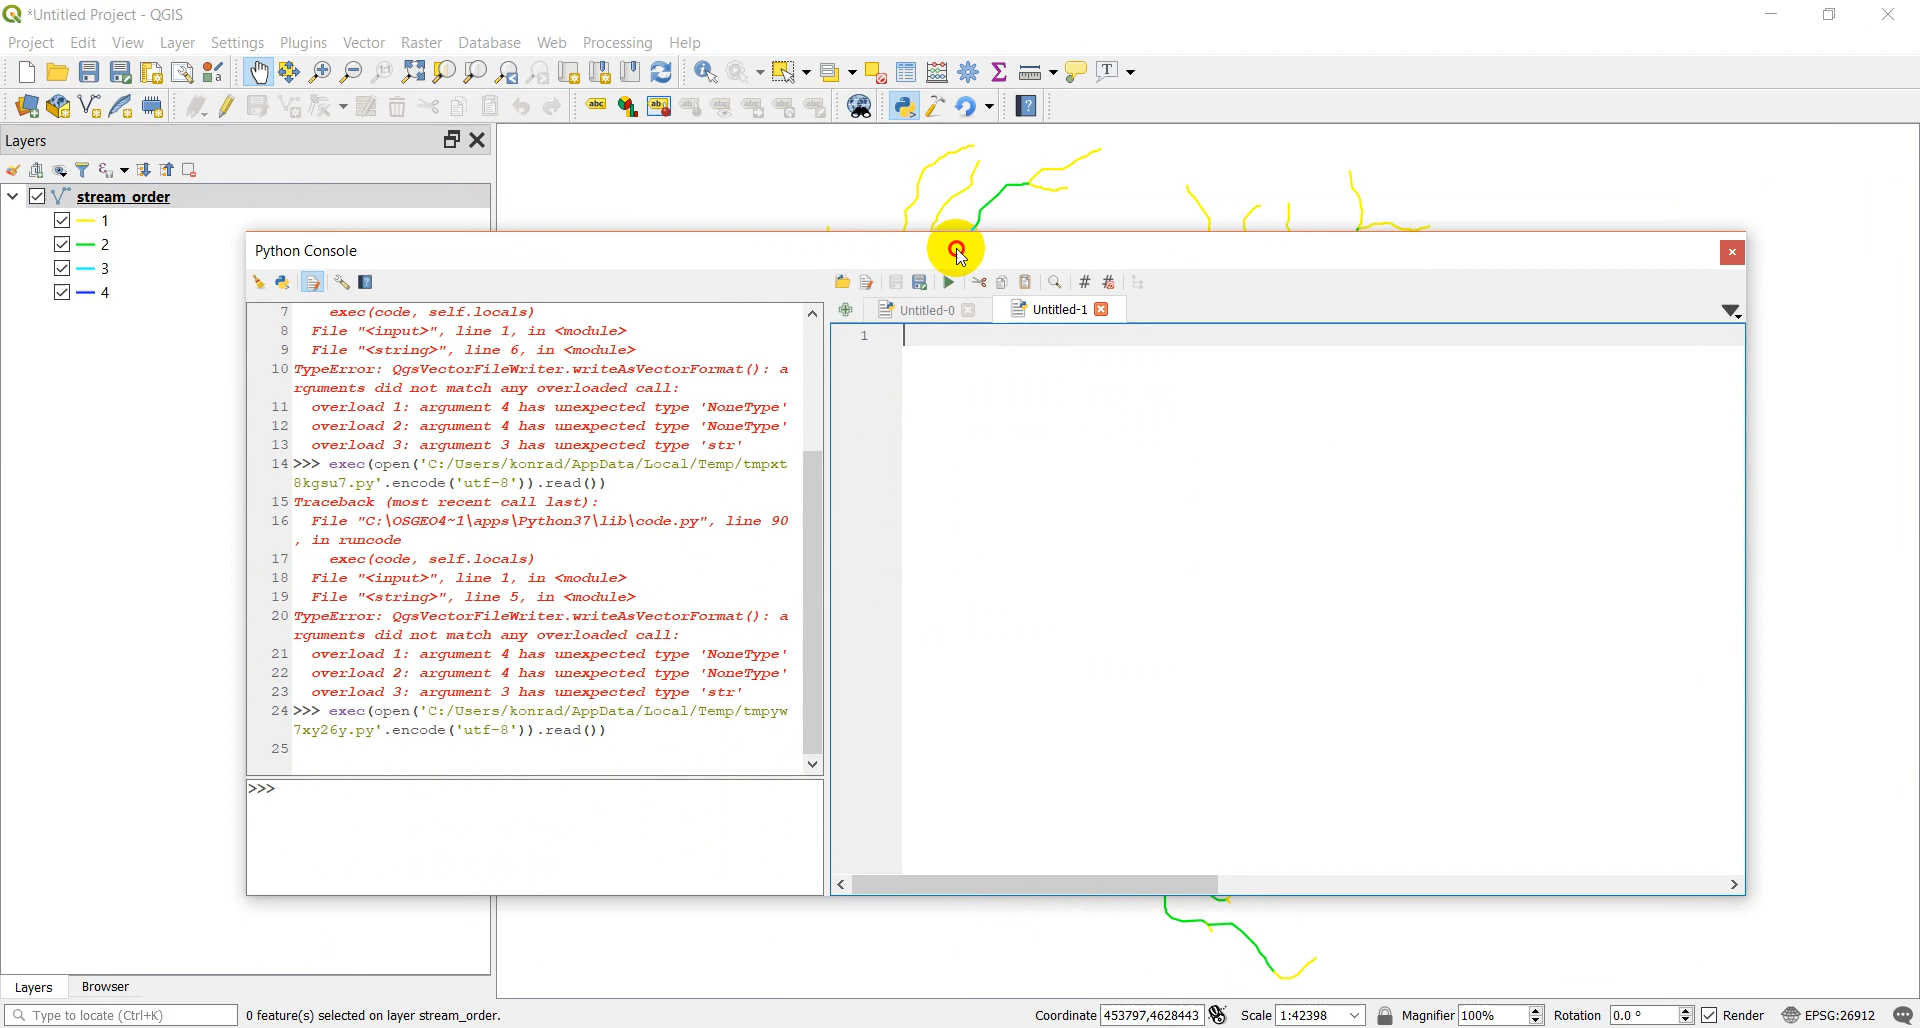 *Untitled Project - QGIS
Project Edit View Layer Settings Plugins Vector Raster Database Web Processing Help
Layers
stream_order
1
2
3
4
Python Console
Untitled-0
Untitled-1
1
7 exec(code, self.locals)
8 File "<input>", line 1, in <module>
9 File "<string>", line 6, in <module>
10 TypeError: QgsVectorFileWriter.writeAsVectorFormat(): a
rguments did not match any overloaded call:
11 overload 1: argument 4 has unexpected type 'NoneType'
12 overload 2: argument 4 has unexpected type 'NoneType'
13 overload 3: argument 3 has unexpected type 'str'
14 >>> exec(open('C:/Users/konrad/AppData/Local/Temp/tmpxt
8kgsu7.py'.encode('utf-8')).read())
15 Traceback (most recent call last):
16 File "C:\OSGEO4~1\apps\Python37\lib\code.py", line 90
, in runcode
17 exec(code, self.locals)
18 File "<input>", line 1, in <module>
19 File "<string>", line 5, in <module>
20 TypeError: QgsVectorFileWriter.writeAsVectorFormat(): a
rguments did not match any overloaded call:
21 overload 1: argument 4 has unexpected type 'NoneType'
22 overload 2: argument 4 has unexpected type 'NoneType'
23 overload 3: argument 3 has unexpected type 'str'
24 >>> exec(open('C:/Users/konrad/AppData/Local/Temp/tmpyw
7xy26y.py'.encode('utf-8')).read())
25
>>>
Layers Browser
Type to locate (Ctrl+K) 0 feature(s) selected on layer stream_order. Coordinate 453797,4628443 Scale 1:42398 Magnifier 100% Rotation 0.0 ° Render EPSG:26912